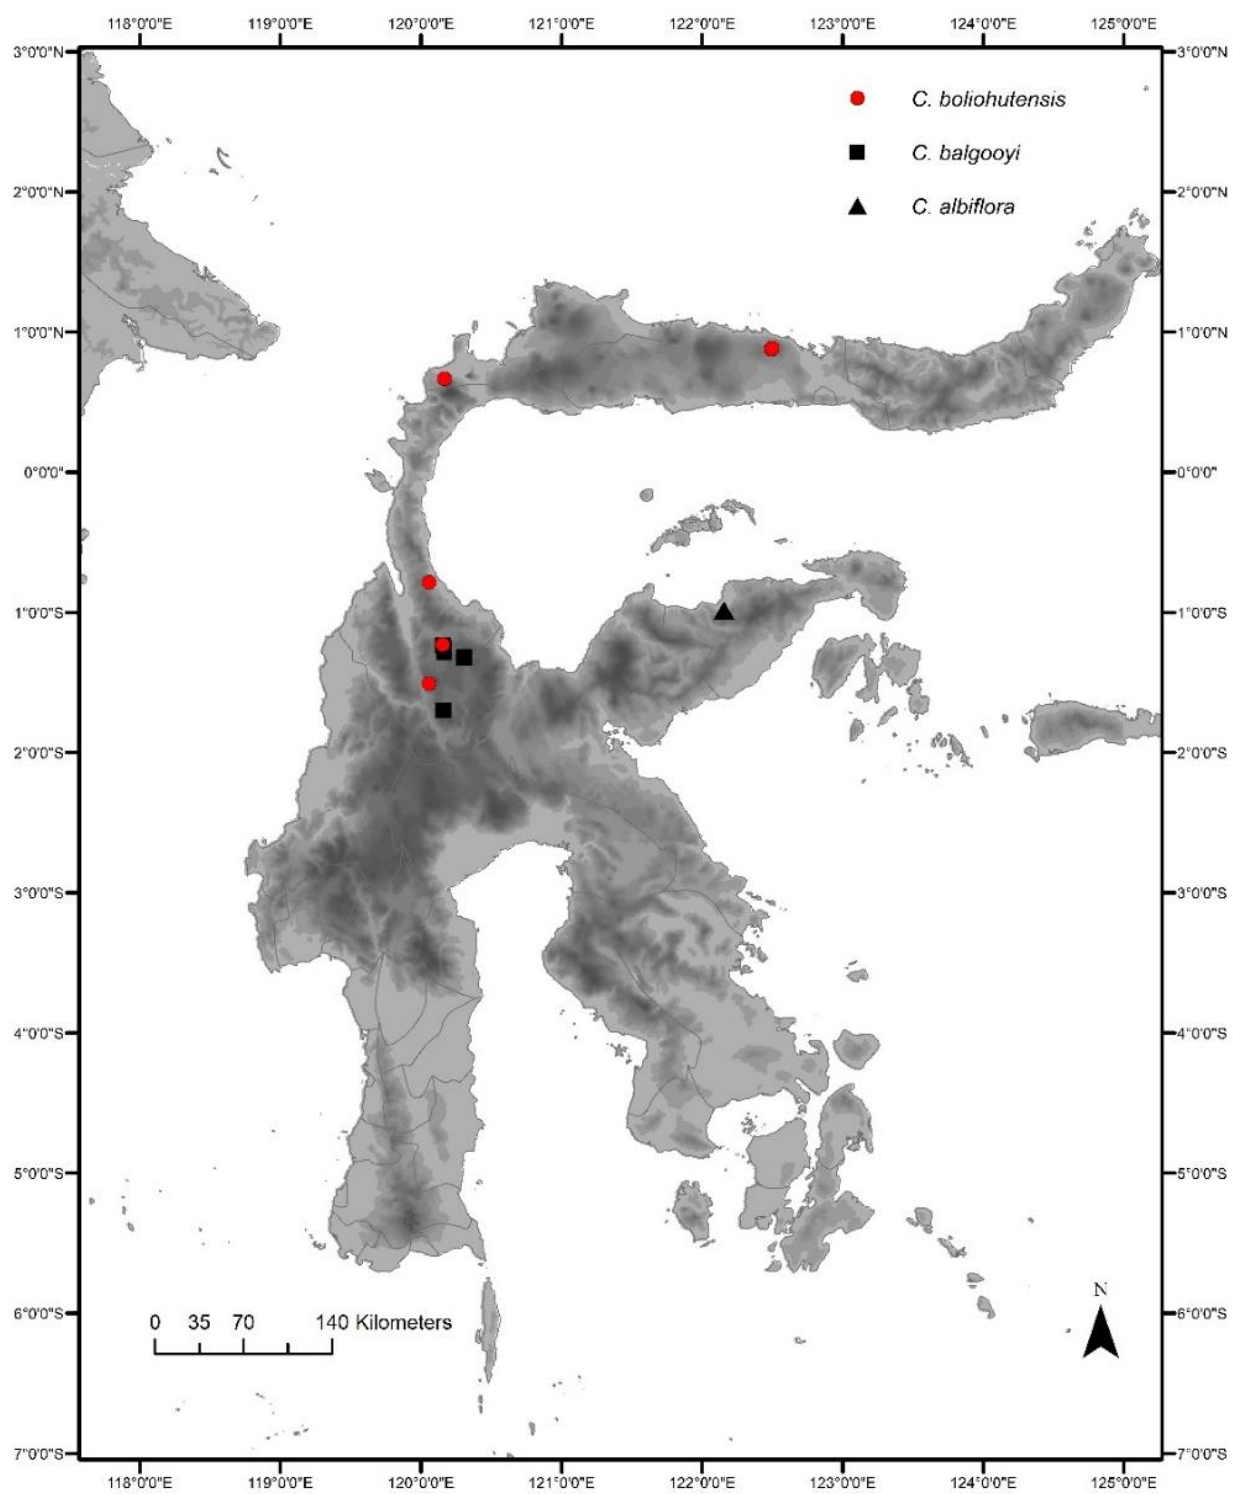 118°0'0"E 119°0'0"E 120°0'0"E 121°0'0"E 122°0'0"E 123°0'0"E 124°0'0"E 125°0'0"E
3°0'0"N 3°0'0"N
C. boliohutensis
C. balgooyi
2°0'0"N 2°0'0"N
C. albiflora
1°0'0"N 1°0'0"N
0°0'0" 0°0'0"
1°0'0"S 1°0'0"S
2°0'0"S 2°0'0"S
3°0'0"S 3°0'0"S
4°0'0"S 4°0'0"S
5°0'0"S 5°0'0"S
N
6°0'0"S 6°0'0"S
0 35 70 140 Kilometers
7°0'0"S 7°0'0"S
118°0'0"E 119°0'0"E 120°0'0"E 121°0'0"E 122°0'0"E 123°0'0"E 124°0'0"E 125°0'0"E